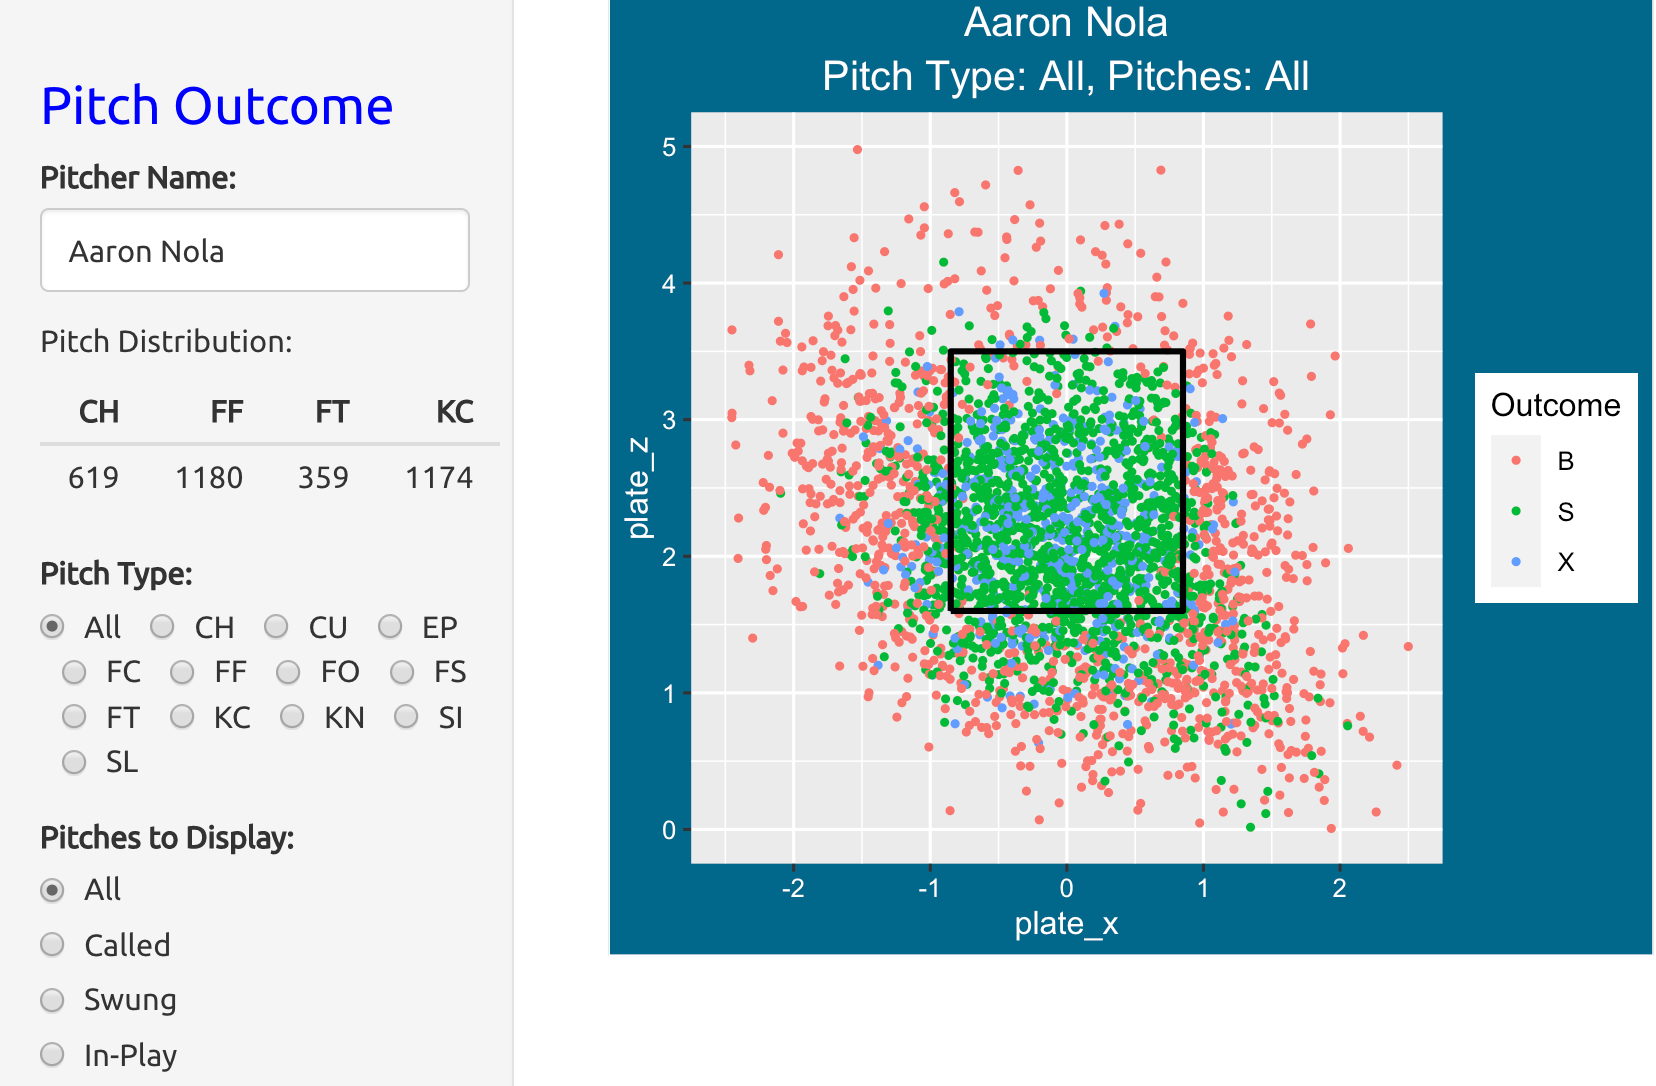 Pitch Outcome
Pitcher Name:
Aaron Nola
Pitch Distribution:
CH FF FT KC
619 1180 359 1174
Pitch Type:
All CH CU EP
FC FF FO FS
FT KC KN SI
SL
Pitches to Display:
All
Called
Swung
In-Play
Aaron Nola
Pitch Type: All, Pitches: All
5
4
3
2
1
0
plate_z
-2 -1 0 1 2
plate_x
Outcome
B
S
X